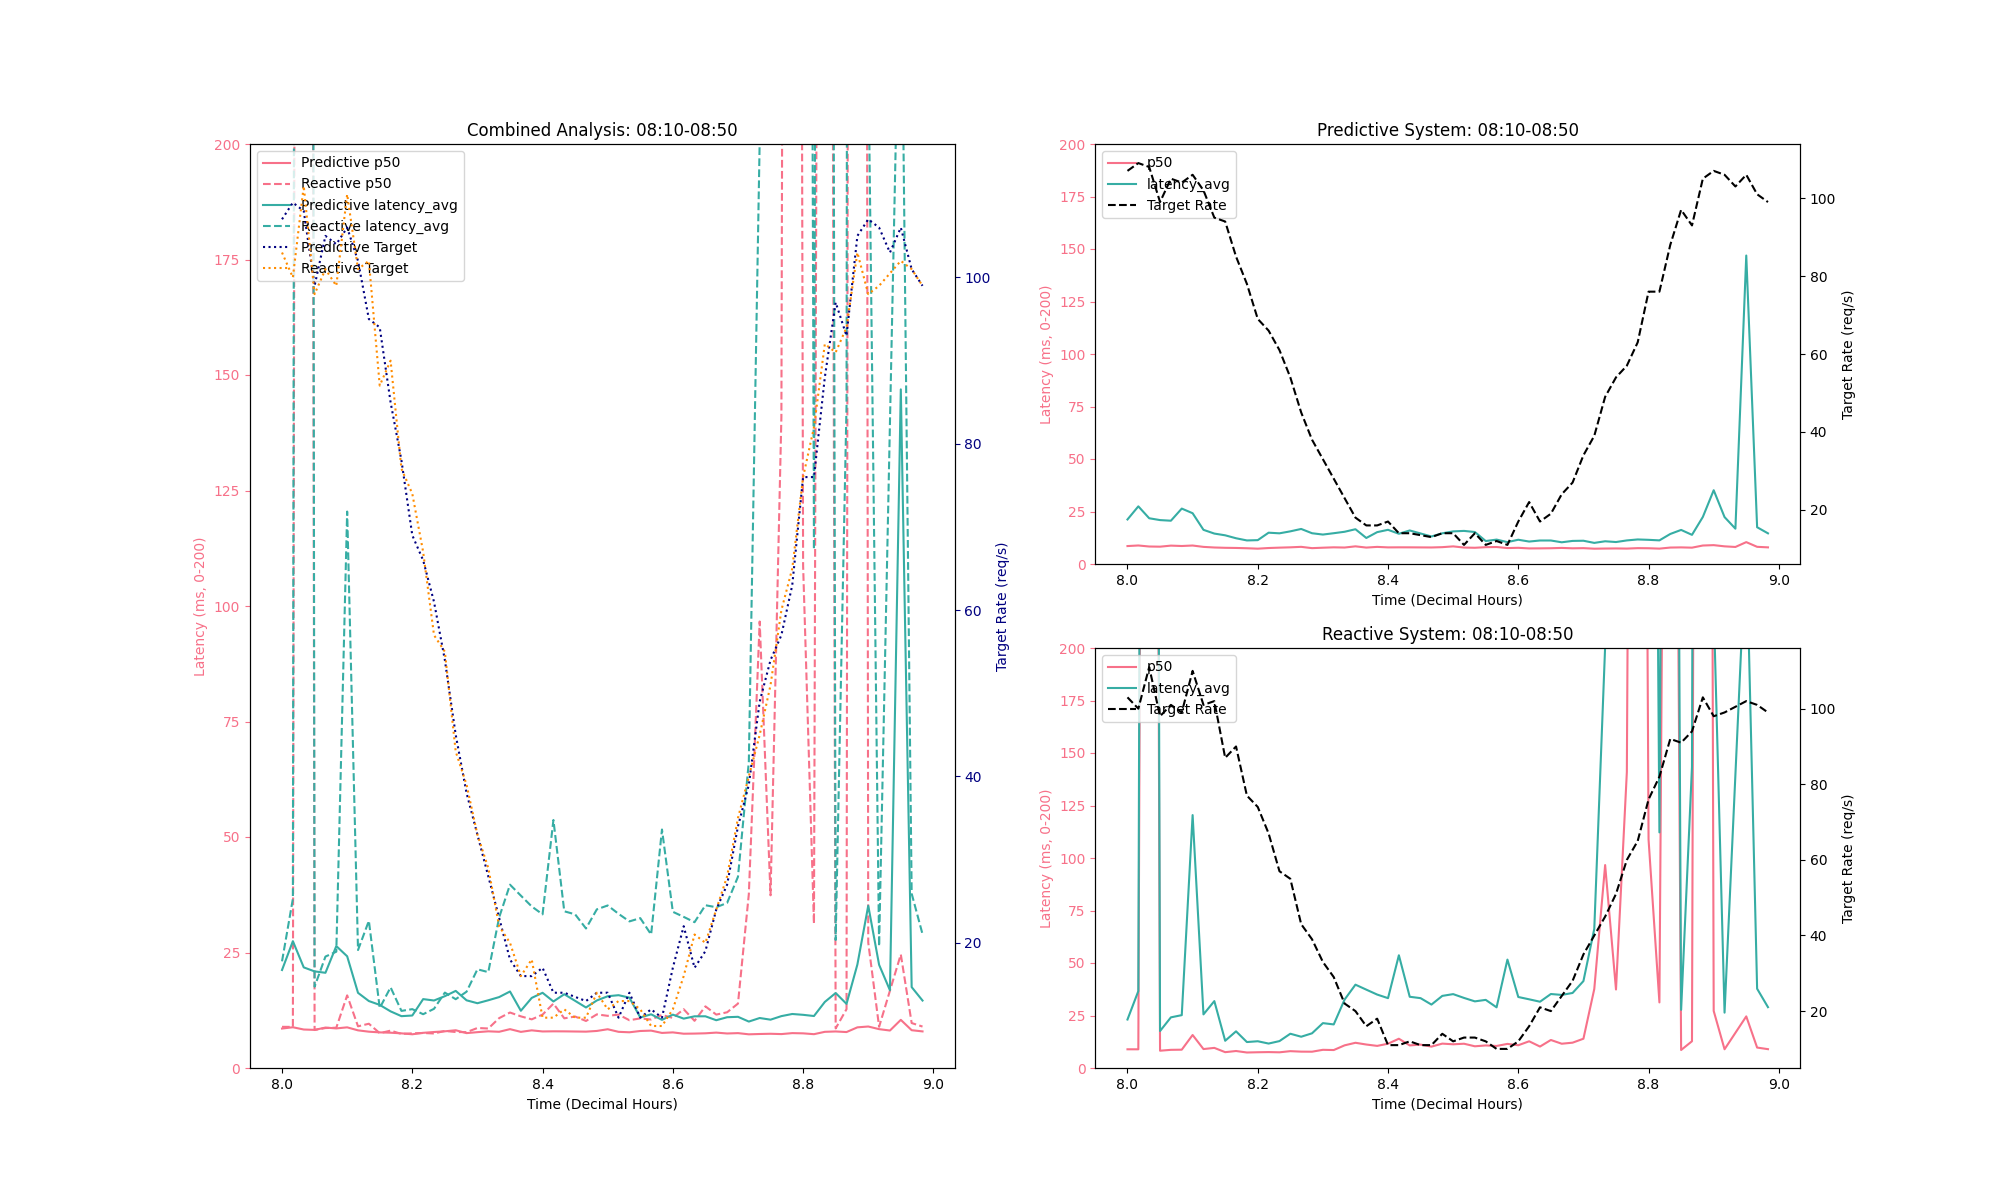 Combined Analysis: 08:10-08:50
Predictive p50
Reactive p50
Predictive latency_avg
Reactive latency_avg
Predictive Target
Reactive Target
200
175
150
125
100
75
50
25
0
Latency (ms, 0-200)
100
80
60
40
20
Target Rate (req/s)
8.0 8.2 8.4 8.6 8.8 9.0
Time (Decimal Hours)
Predictive System: 08:10-08:50
p50
latency_avg
Target Rate
200
175
150
125
100
75
50
25
0
Latency (ms, 0-200)
100
80
60
40
20
Target Rate (req/s)
8.0 8.2 8.4 8.6 8.8 9.0
Time (Decimal Hours)
Reactive System: 08:10-08:50
p50
latency_avg
Target Rate
200
175
150
125
100
75
50
25
0
Latency (ms, 0-200)
100
80
60
40
20
Target Rate (req/s)
8.0 8.2 8.4 8.6 8.8 9.0
Time (Decimal Hours)